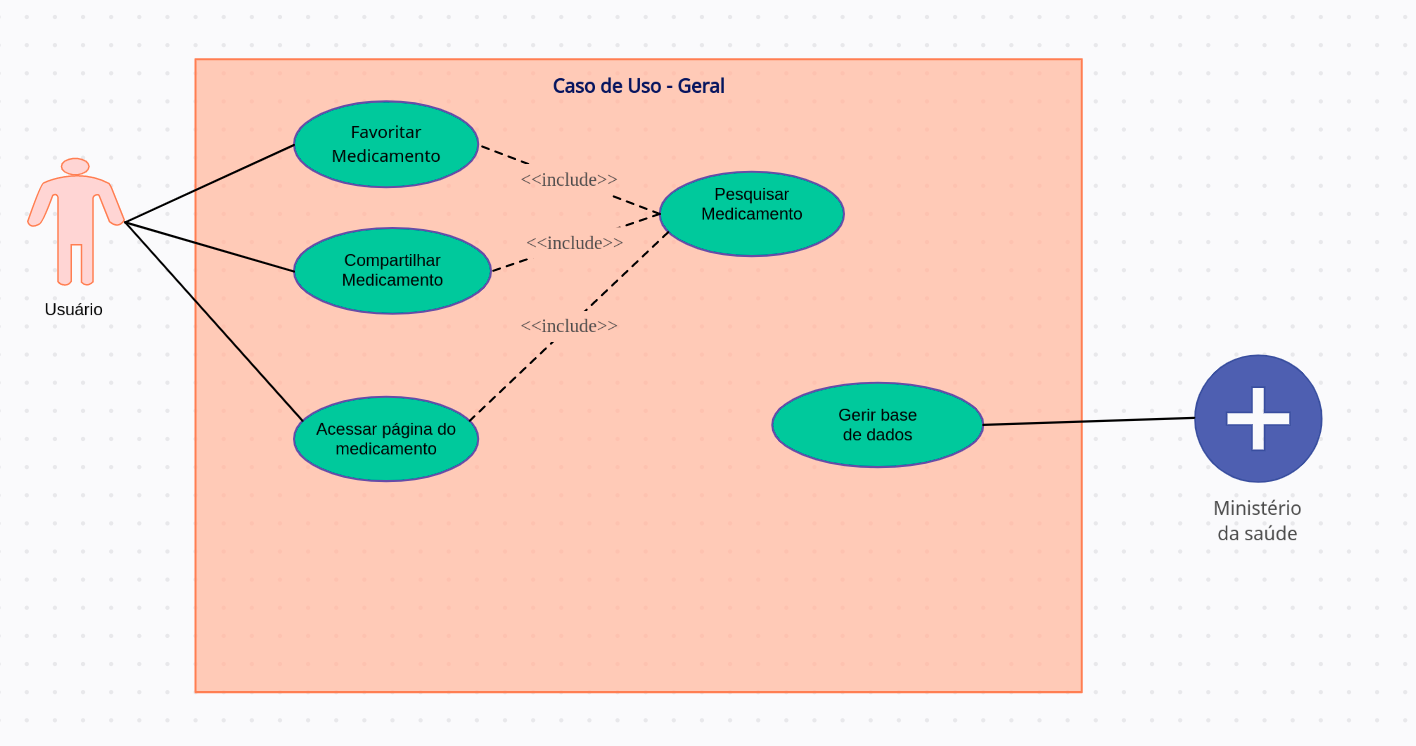 Caso de Uso - Geral
Favoritar
Medicamento
<<include>>
Pesquisar
Medicamento
<<include>>
Compartilhar
Medicamento
Usuário
<<include>>
Acessar página do
medicamento
Gerir base
de dados
Ministério
da saúde